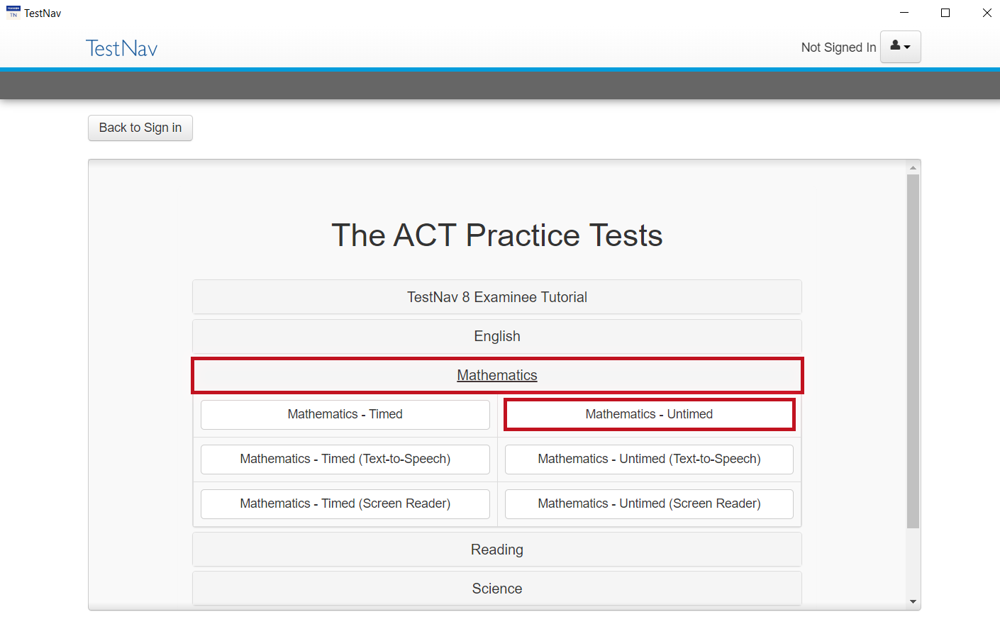 PEARSON
TN
TestNav
TestNav
Not Signed In
Back to Sign in
The ACT Practice Tests
TestNav 8 Examinee Tutorial
English
Mathematics
Mathematics - Timed
Mathematics - Untimed
Mathematics - Timed (Text-to-Speech)
Mathematics - Untimed (Text-to-Speech)
Mathematics - Timed (Screen Reader)
Mathematics - Untimed (Screen Reader)
Reading
Science